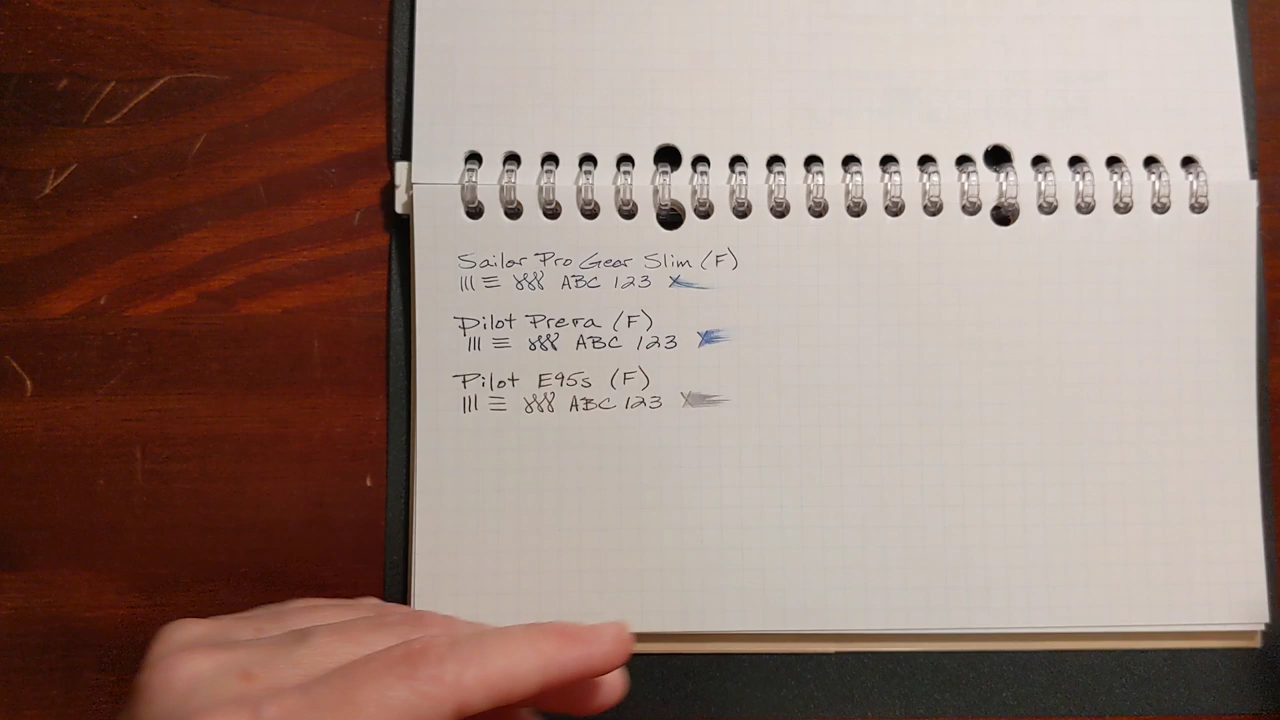 Sailor Pro Gear Slim (F)
||| ≡ ABC 123 X
Pilot Prera (F)
||| ≡ ABC 123 X
Pilot E95s (F)
||| ≡ ABC 123 X